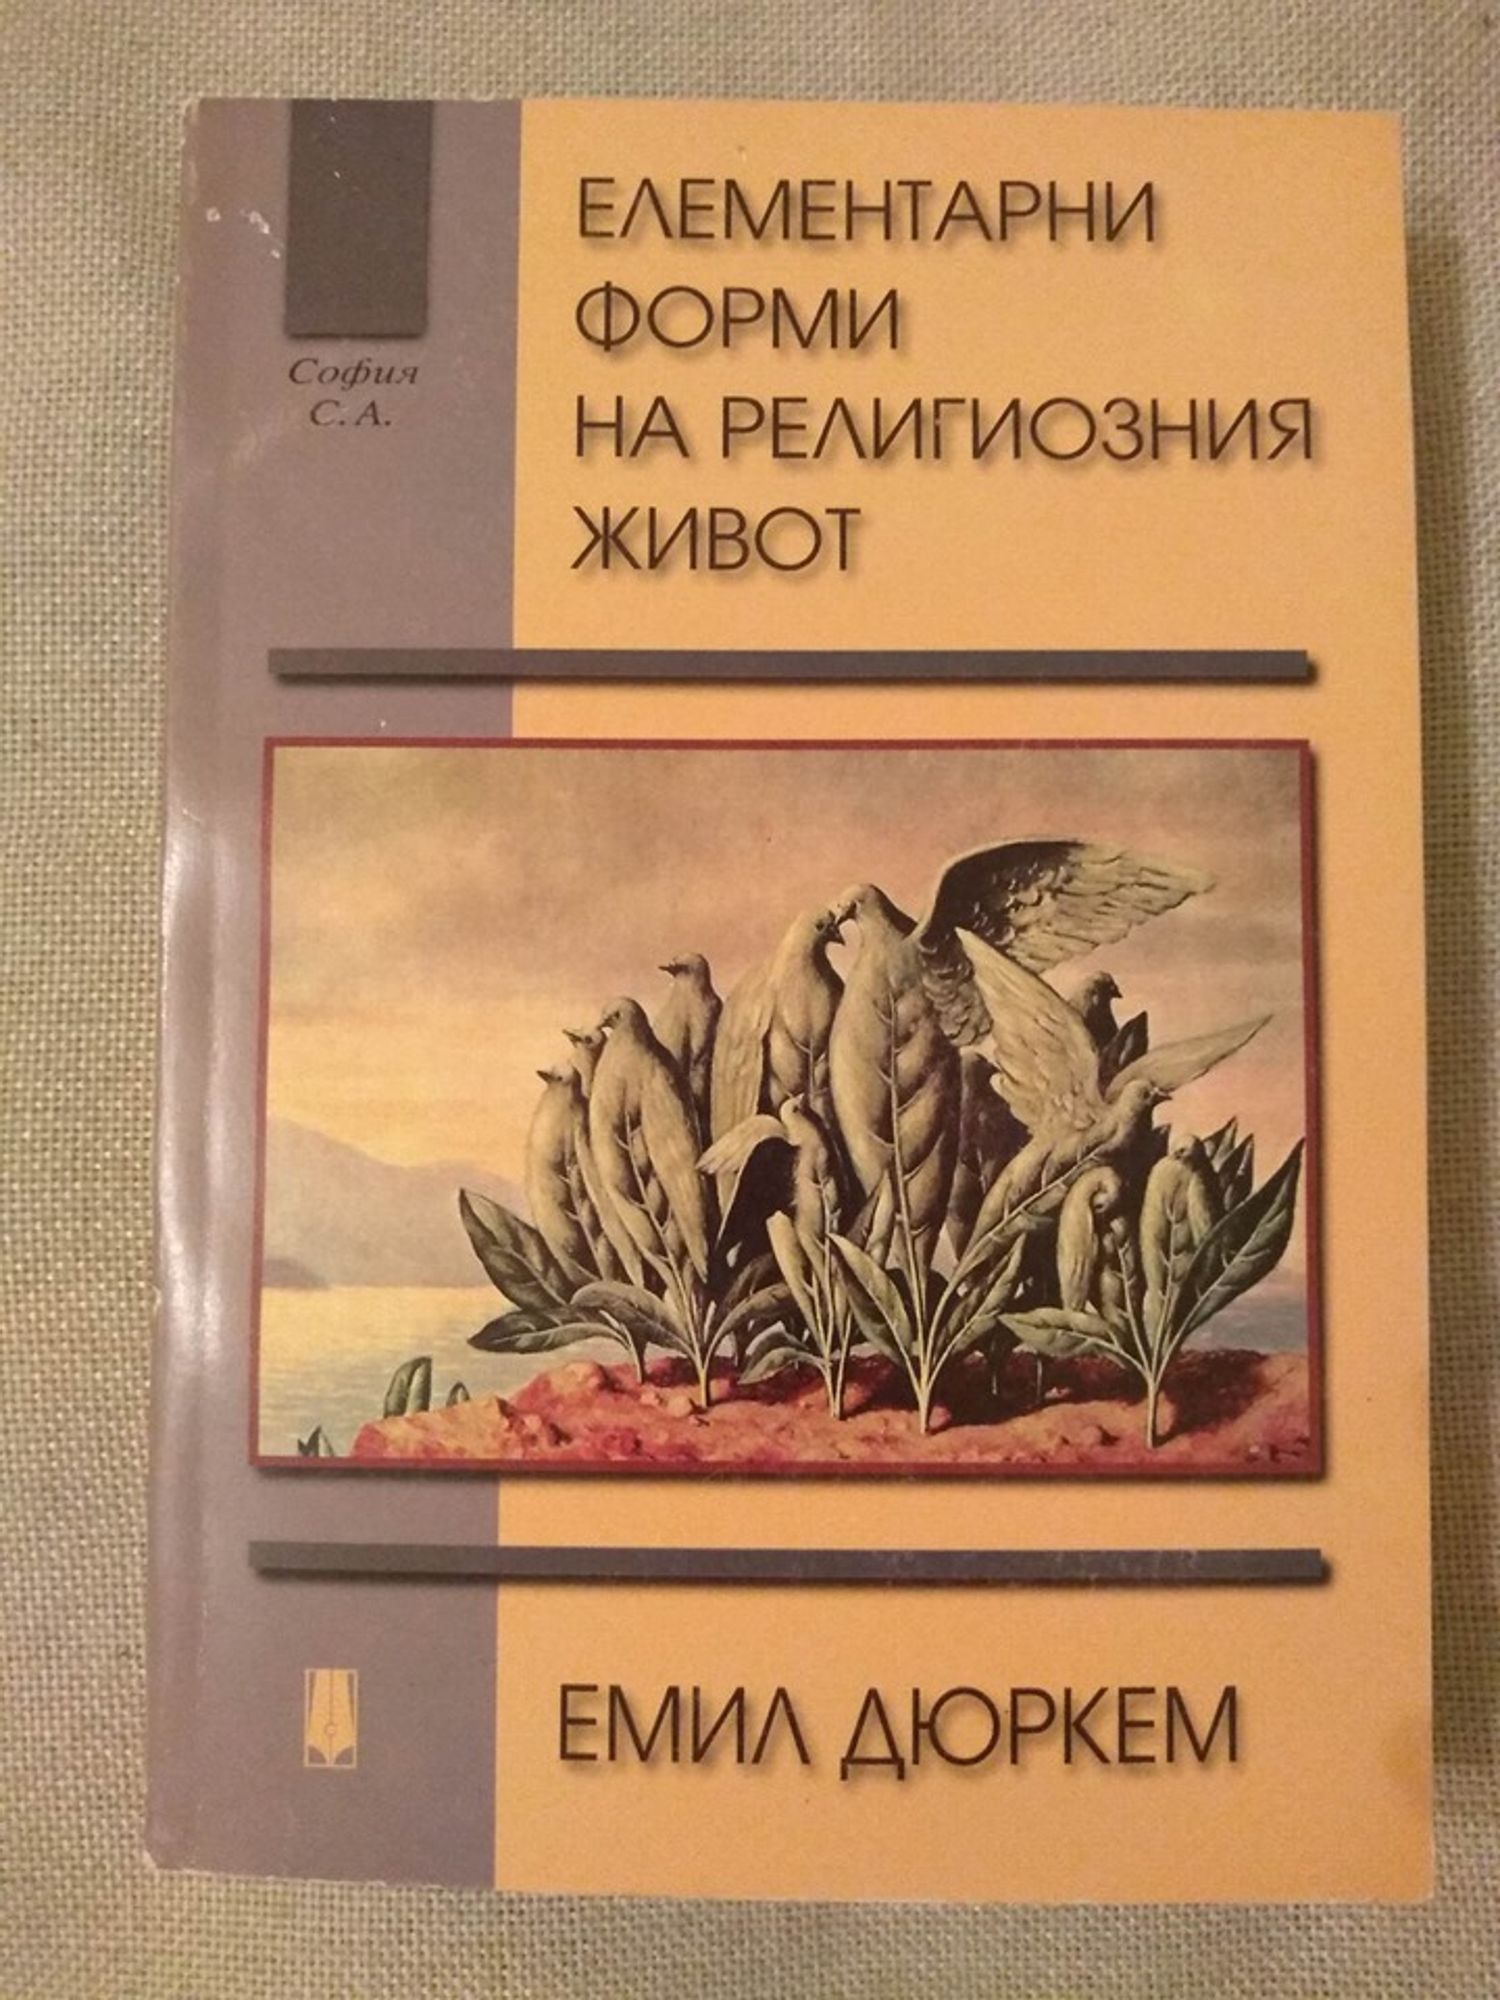 София
С. А.
ЕЛЕМЕНТАРНИ
ФОРМИ
НА РЕЛИГИОЗНИЯ
ЖИВОТ
ЕМИЛ ДЮРКЕМ